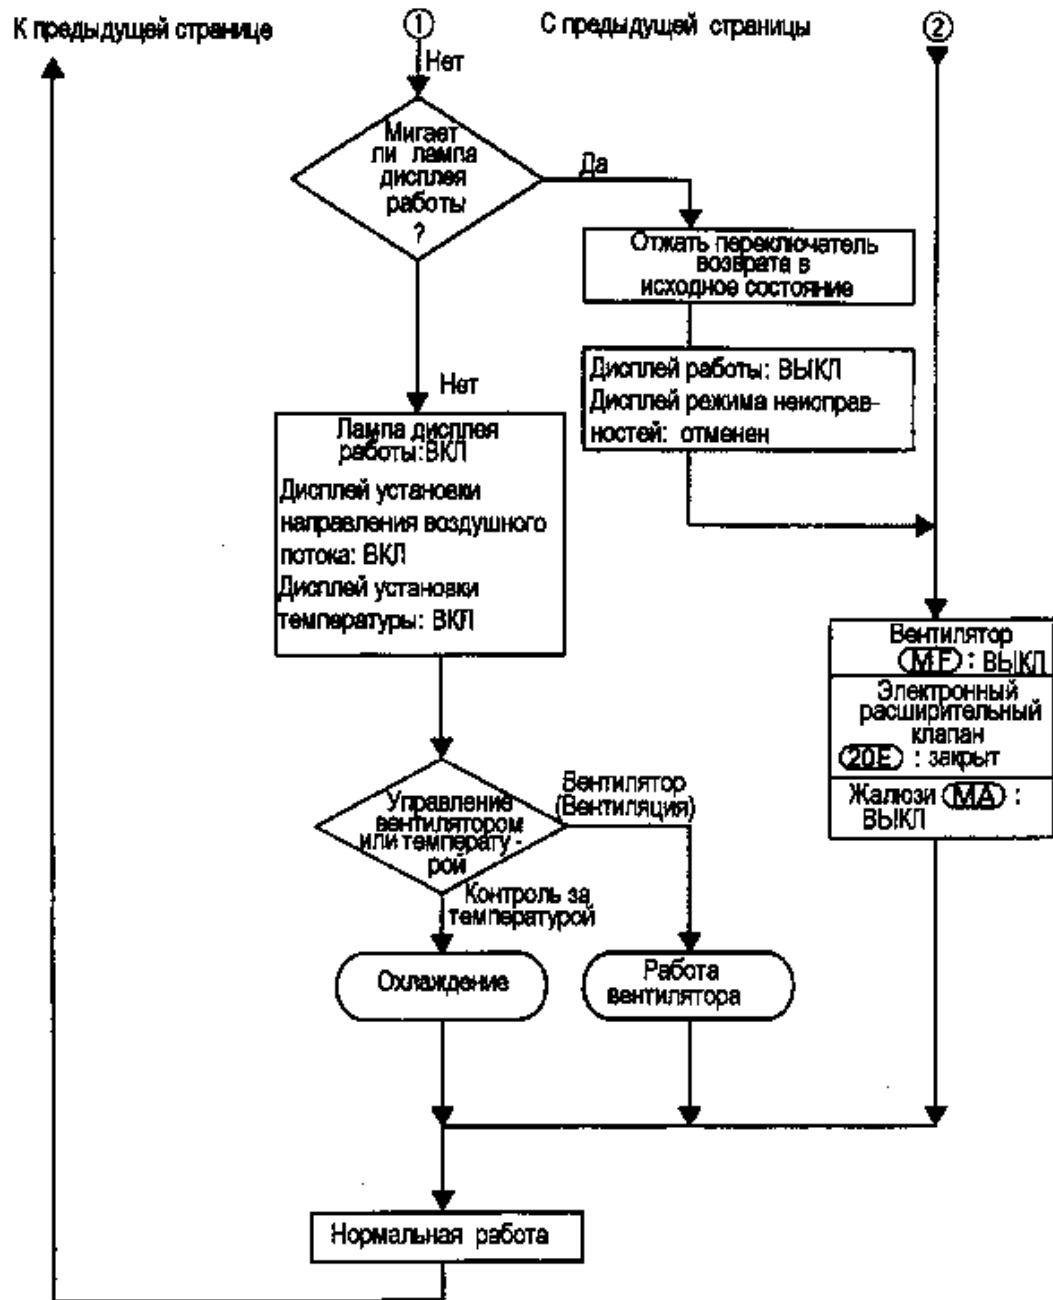 К предыдущей странице
1
С предыдущей страницы
2
Нет
Мигает
ли лампа
дисплея
работы
?
Да
Отжать переключатель
возврата в
исходное состояние
Дисплей работы: ВЫКЛ
Дисплей режима неисправ-
ностей: отменен
Нет
Лампа дисплея
работы:ВКЛ
Дисплей установки
направления воздушного
потока: ВКЛ
Дисплей установки
температуры: ВКЛ
Вентилятор
MF : ВЫКЛ
Электронный
расширительный
клапан
20E : закрыт
Жалюзи MA :
ВЫКЛ
Управление
вентилятором
или температу-
рой
Вентилятор
(Вентиляция)
Контроль за
температурой
Охлаждение
Работа
вентилятора
Нормальная работа